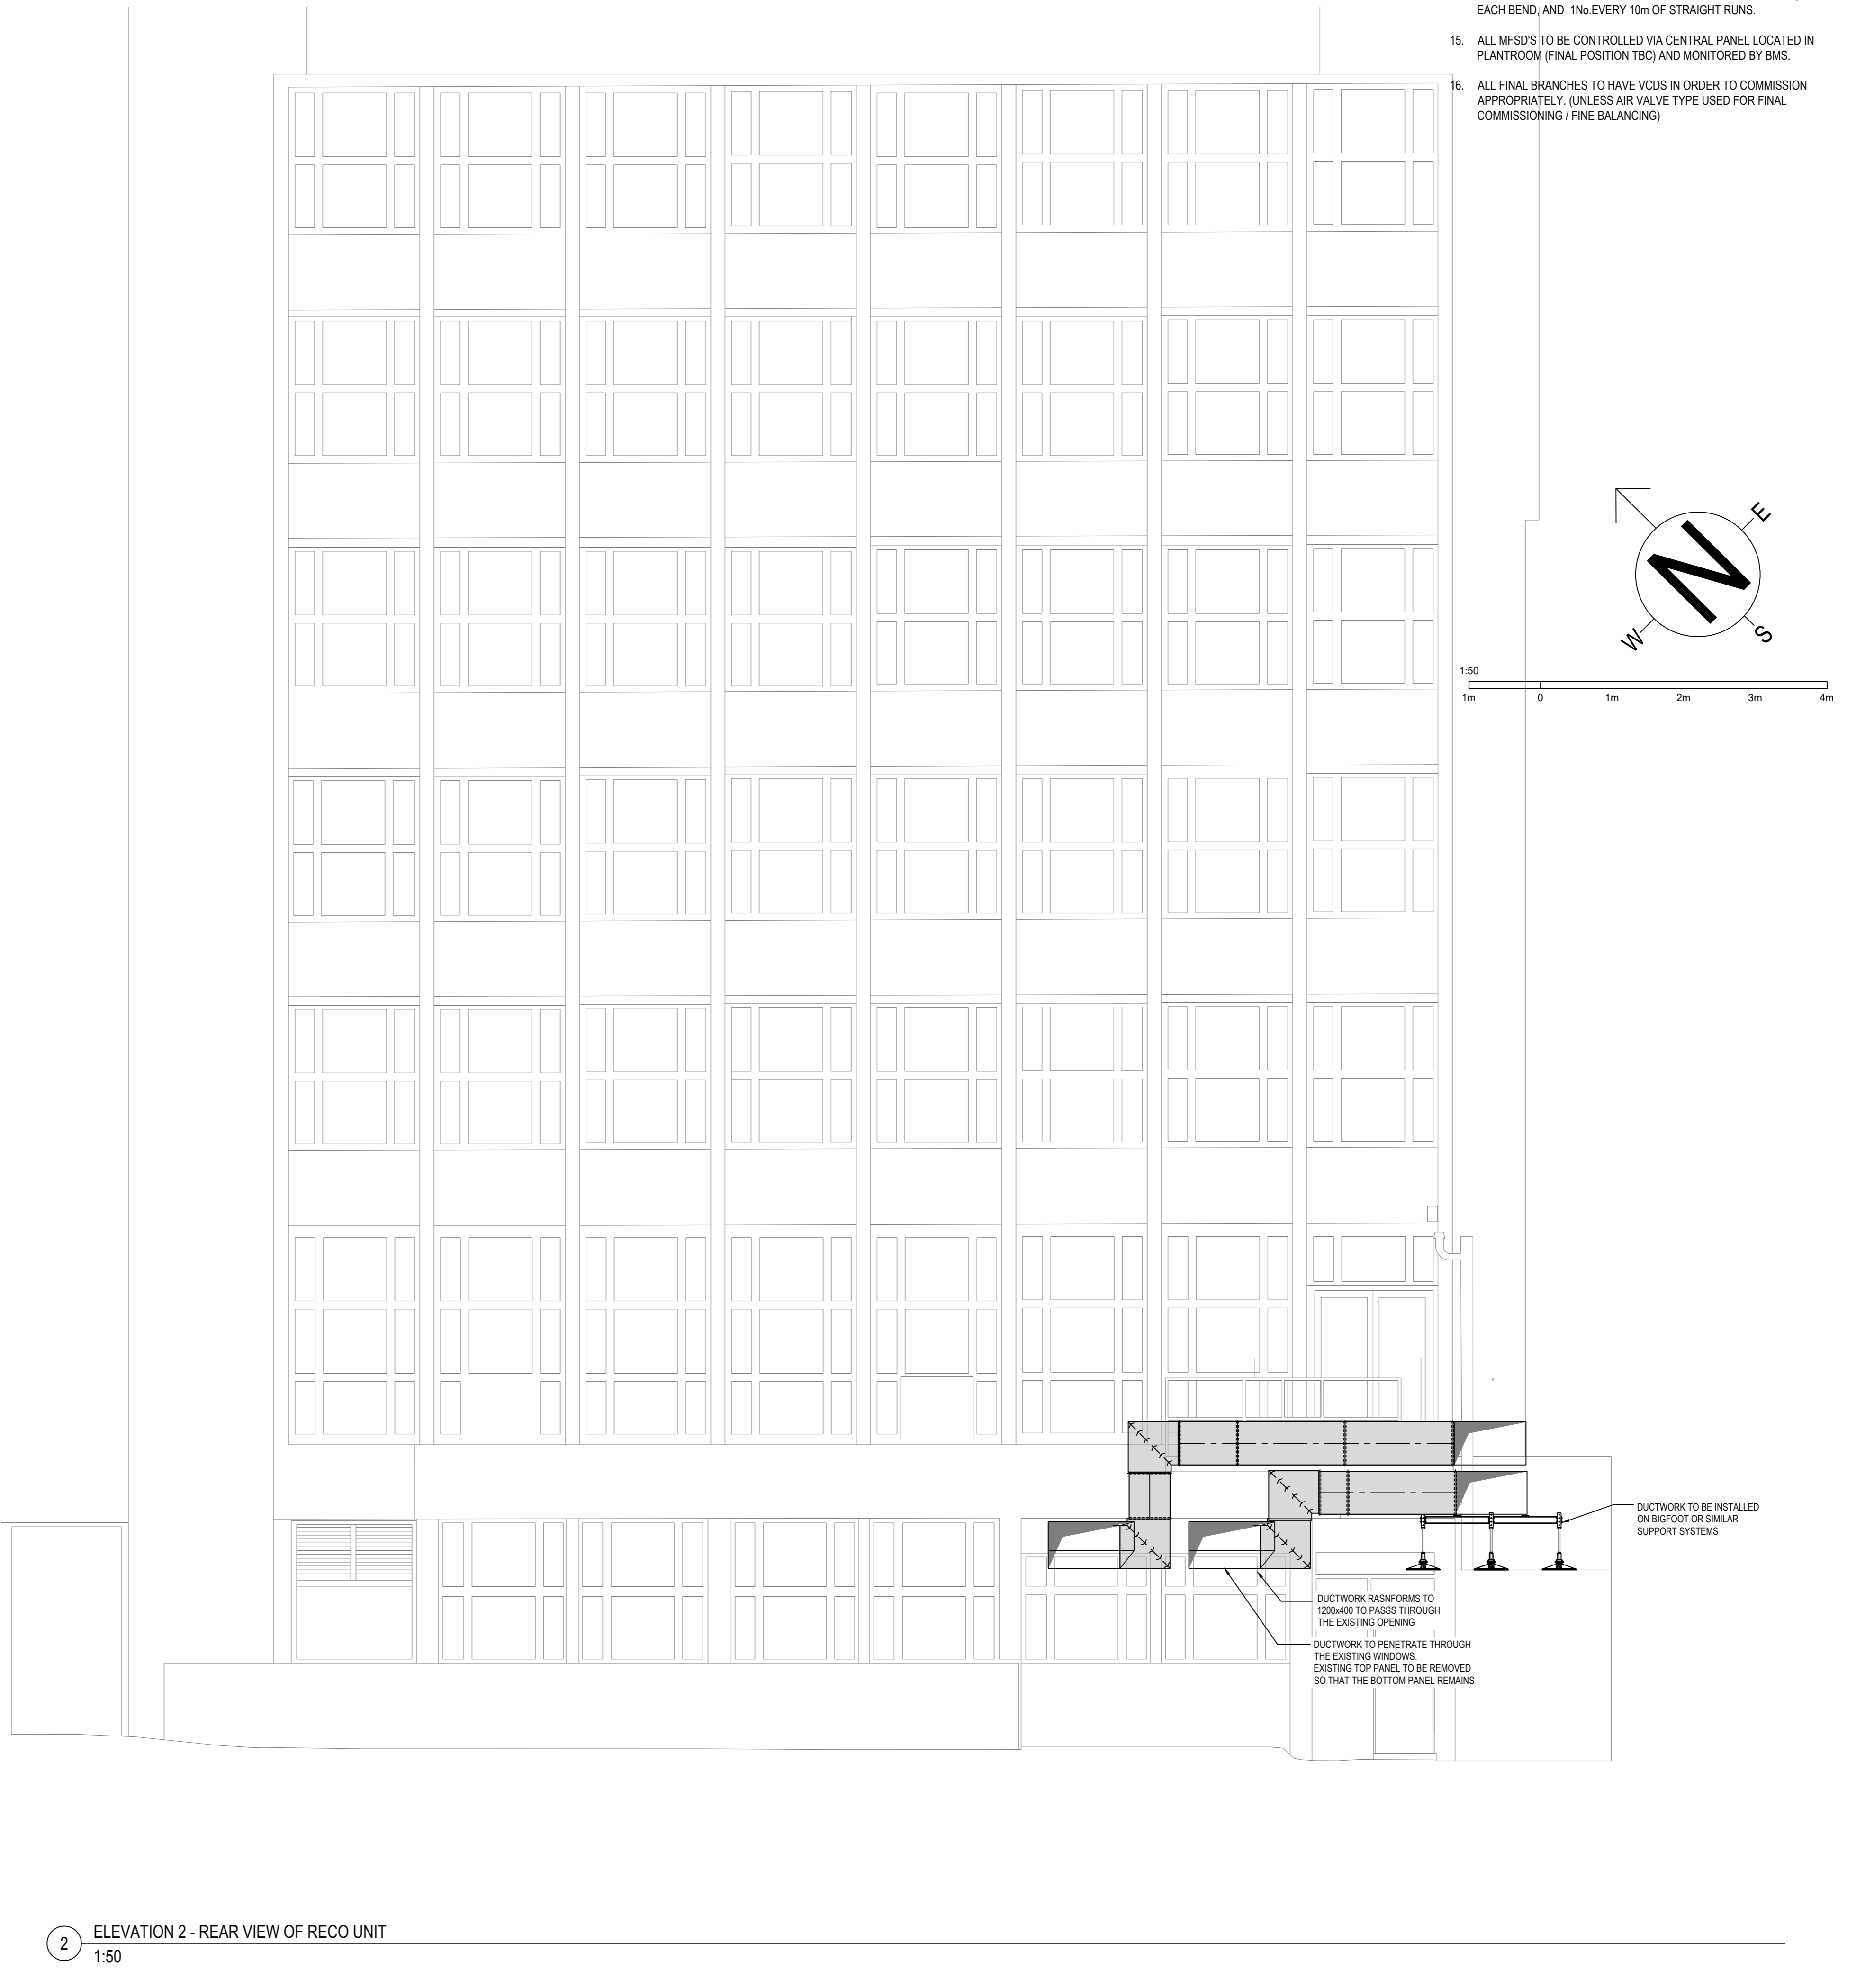 EACH BEND, AND 1No.EVERY 10m OF STRAIGHT RUNS.
15. ALL MFSD'S TO BE CONTROLLED VIA CENTRAL PANEL LOCATED IN
PLANTROOM (FINAL POSITION TBC) AND MONITORED BY BMS.
16. ALL FINAL BRANCHES TO HAVE VCDS IN ORDER TO COMMISSION
APPROPRIATELY. (UNLESS AIR VALVE TYPE USED FOR FINAL
COMMISSIONING / FINE BALANCING)
E
N
W
S
1:50
1m 0 1m 2m 3m 4m
DUCTWORK TO BE INSTALLED
ON BIGFOOT OR SIMILAR
SUPPORT SYSTEMS
DUCTWORK RASNFORMS TO
1200x400 TO PASSS THROUGH
THE EXISTING OPENING
DUCTWORK TO PENETRATE THROUGH
THE EXISTING WINDOWS.
EXISTING TOP PANEL TO BE REMOVED
SO THAT THE BOTTOM PANEL REMAINS
2 ELEVATION 2 - REAR VIEW OF RECO UNIT
1:50